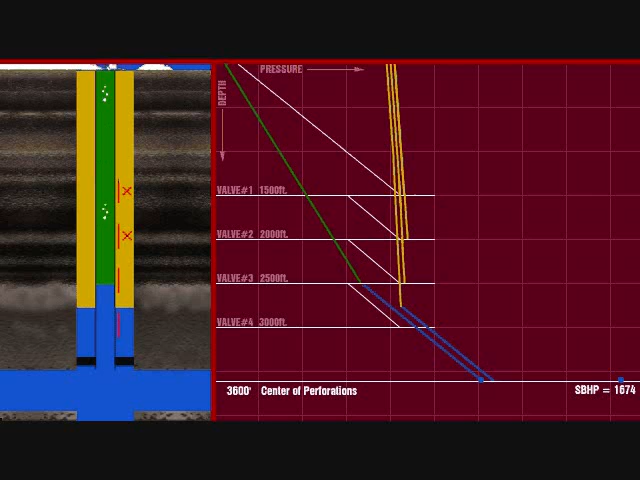 PRESSURE
DEPTH
VALVE#1 1500ft.
VALVE#2 2000ft.
VALVE#3 2500ft.
VALVE#4 3000ft.
3600' Center of Perforations
SBHP = 1674